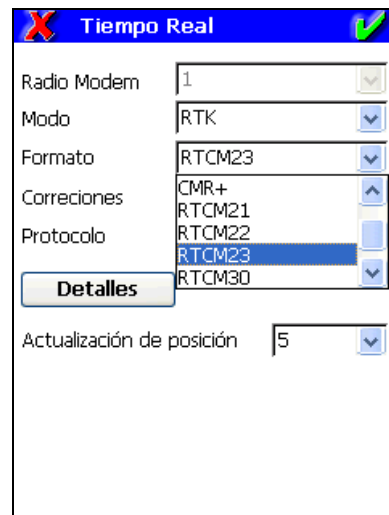 Tiempo Real
Radio Modem 1
Modo RTK
Formato RTCM23
Correciones CMR+
RTCM21
Protocolo RTCM22
RTCM23
Detalles RTCM30
Actualización de posición 5